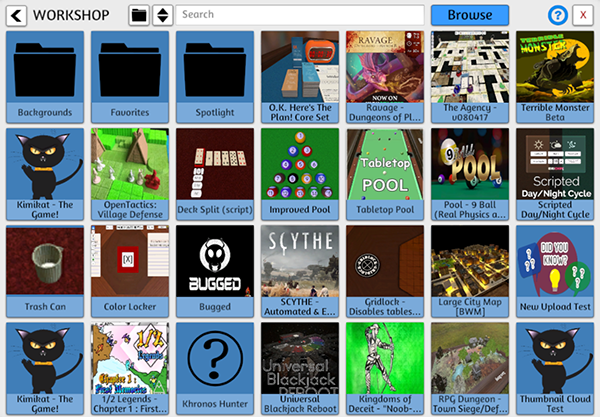 WORKSHOP
Search
Browse
?
X
Backgrounds
Favorites
Spotlight
O.K. Here's The
Plan! Core Set
RAVAGE
NOW ON
Ravage -
Dungeons of Pl...
The Agency -
v080417
TERRIBLE
MONSTER
Terrible Monster
Beta
Kimikat - The
Game!
OpenTactics:
Village Defense
Deck Split (script)
Improved Pool
Tabletop
POOL
Tabletop Pool
9 BALL
POOL
Pool - 9 Ball
(Real Physics a...
Scripted
Day/Night Cycle
Scripted
Day/Night Cycle
Trash Can
[X]
Color Locker
BUGGED
Bugged
SCYTHE
SCYTHE -
Automated & E...
GRIDLOCK
Gridlock -
Disables tables...
Large City Map
[BWM]
DID YOU
KNOW?
New Upload Test
Kimikat - The
Game!
1/2
Legends
Chapter 1 :
First Memories
1/2 Legends -
Chapter 1 : First...
?
Khronos Hunter
Universal
Blackjack
REBOOT
Universal
Blackjack Reboot
Kingdoms of
Deceit - "Noob-...
RPG Dungeon -
Toun Siege/Def...
Thumbnail Cloud
Test